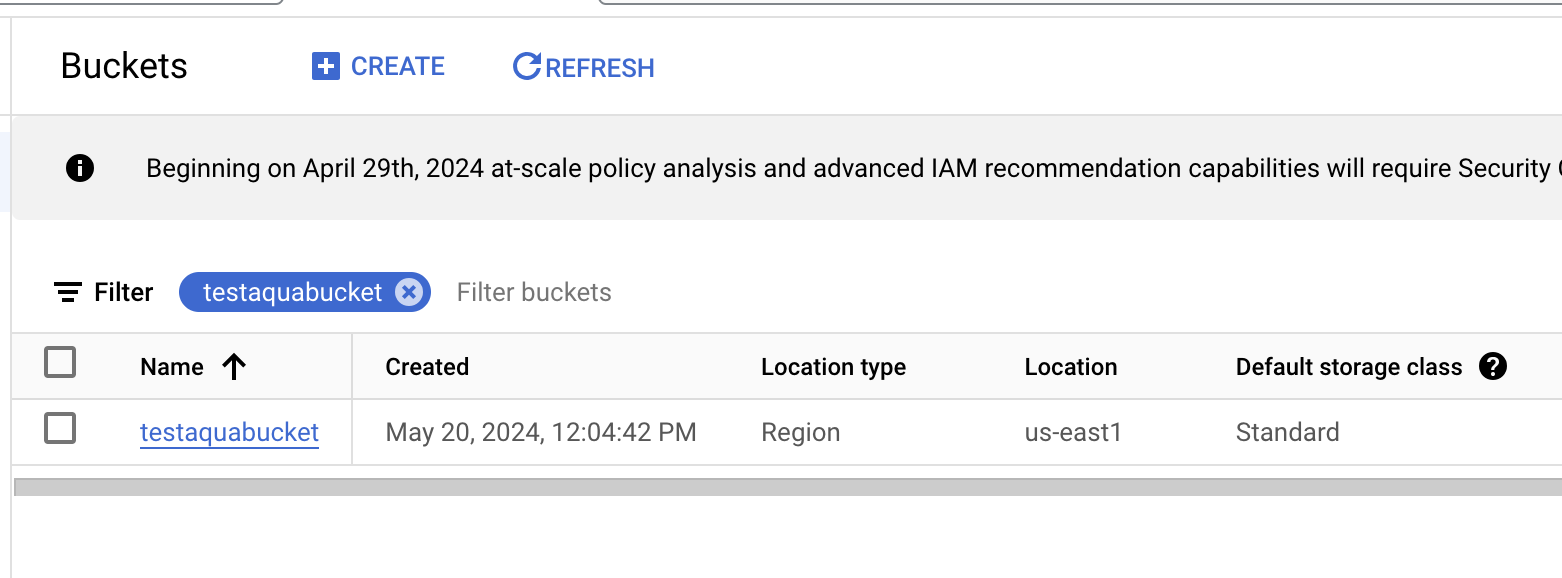 Buckets CREATE REFRESH
Beginning on April 29th, 2024 at-scale policy analysis and advanced IAM recommendation capabilities will require Security
Filter testaquabucket Filter buckets
Name Created Location type Location Default storage class
testaquabucket May 20, 2024, 12:04:42 PM Region us-east1 Standard